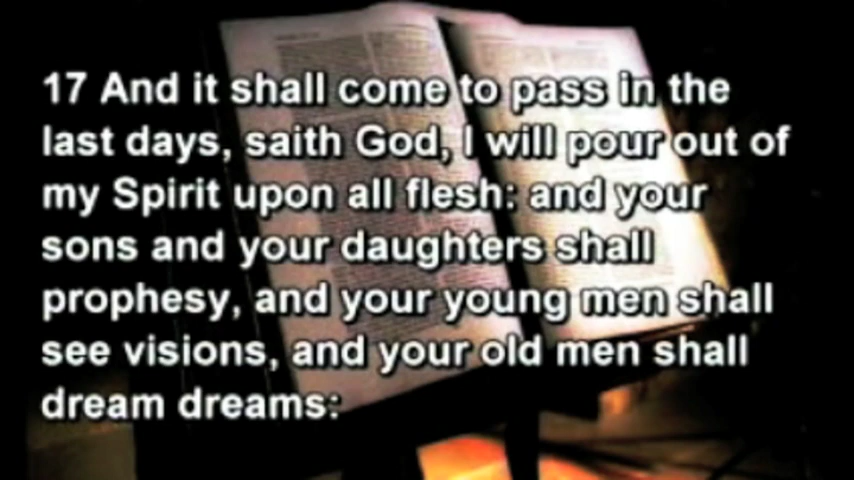 17 And it shall come to pass in the
last days, saith God, I will pour out of
my Spirit upon all flesh: and your
sons and your daughters shall
prophesy, and your young men shall
see visions, and your old men shall
dream dreams: